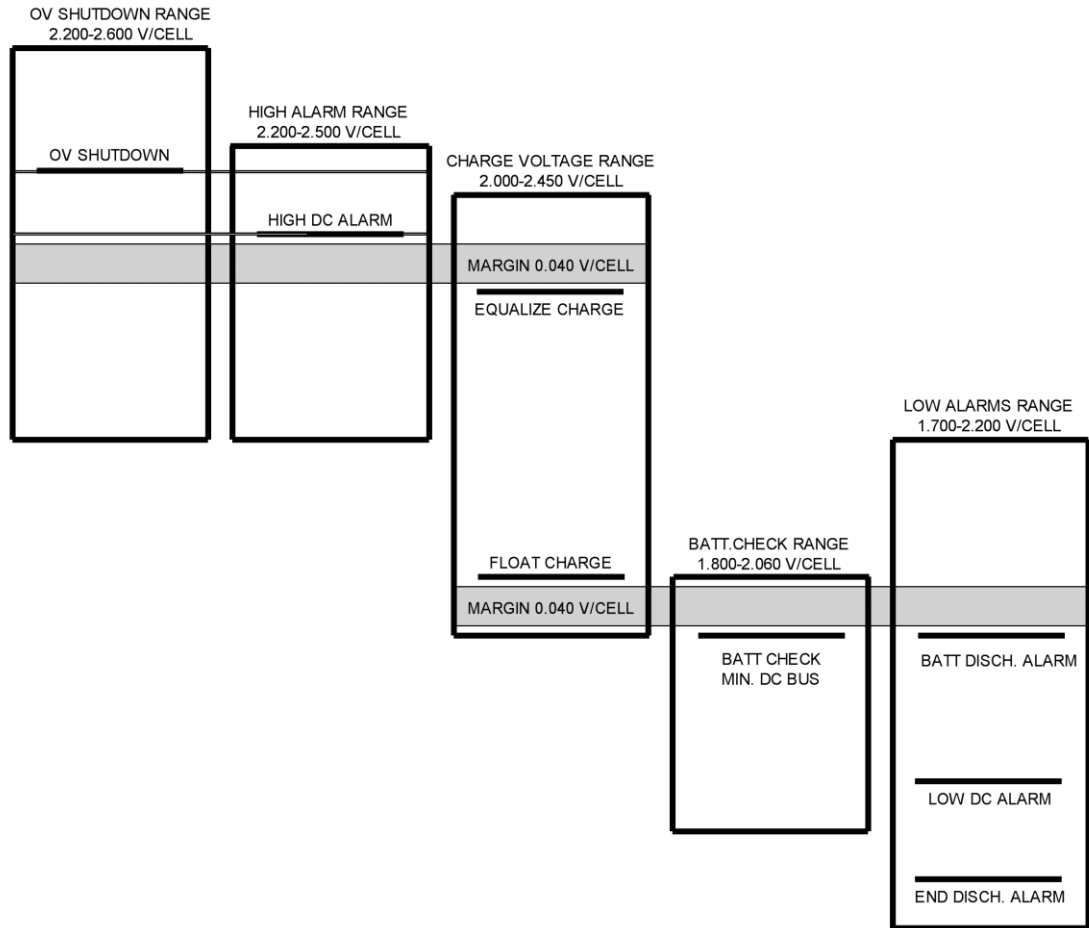 OV SHUTDOWN RANGE
2.200-2.600 V/CELL
OV SHUTDOWN
HIGH ALARM RANGE
2.200-2.500 V/CELL
HIGH DC ALARM
CHARGE VOLTAGE RANGE
2.000-2.450 V/CELL
MARGIN 0.040 V/CELL
EQUALIZE CHARGE
FLOAT CHARGE
MARGIN 0.040 V/CELL
BATT.CHECK RANGE
1.800-2.060 V/CELL
BATT CHECK
MIN. DC BUS
LOW ALARMS RANGE
1.700-2.200 V/CELL
BATT DISCH. ALARM
LOW DC ALARM
END DISCH. ALARM